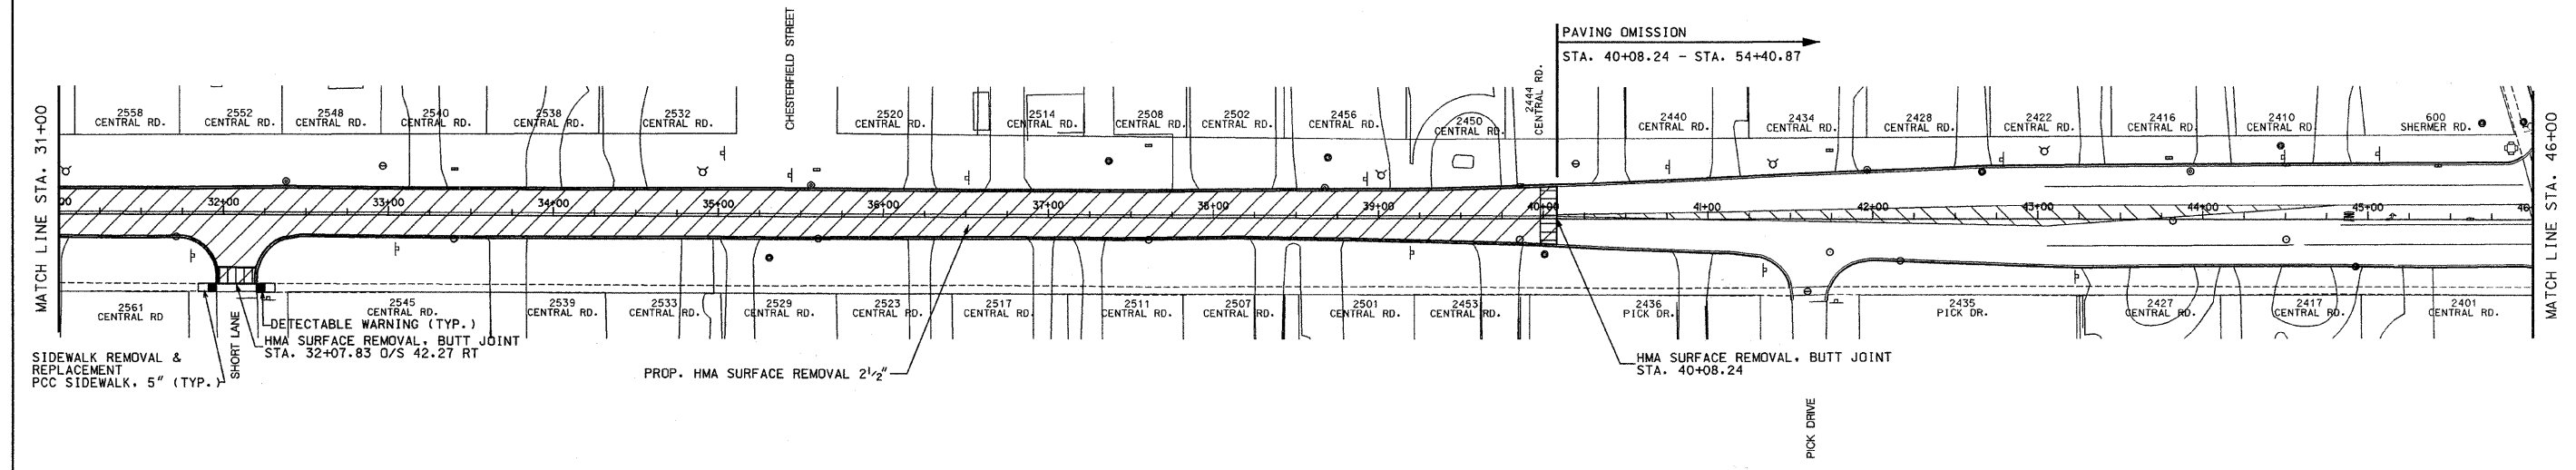 CHESTERFIELD STREET
PAVING OMISSION
STA. 40+08.24 - STA. 54+40.87
MATCH LINE STA. 31+00
2558
CENTRAL RD.
2552
CENTRAL RD.
2548
CENTRAL RD.
2540
CENTRAL RD.
2538
CENTRAL RD.
2532
CENTRAL RD.
2520
CENTRAL RD.
2514
CENTRAL RD.
2508
CENTRAL RD.
2502
CENTRAL RD.
2456
CENTRAL RD.
2450
CENTRAL RD.
2444
CENTRAL RD.
2440
CENTRAL RD.
2434
CENTRAL RD.
2428
CENTRAL RD.
2422
CENTRAL RD.
2416
CENTRAL RD.
2410
CENTRAL RD.
600
SHERMER RD.
MATCH LINE STA. 46+00
00 32+00 33+00 34+00 35+00 36+00 37+00 38+00 39+00 40+00 41+00 42+00 43+00 44+00 45+00 46
2561
CENTRAL RD
2545
CENTRAL RD.
2539
CENTRAL RD.
2533
CENTRAL RD.
2529
CENTRAL RD.
2523
CENTRAL RD.
2517
CENTRAL RD.
2511
CENTRAL RD.
2507
CENTRAL RD.
2501
CENTRAL RD.
2453
CENTRAL RD.
2436
PICK DR.
2435
PICK DR.
2427
CENTRAL RD.
2417
CENTRAL RD.
2401
CENTRAL RD.
SHORT LANE
DETECTABLE WARNING (TYP.)
HMA SURFACE REMOVAL, BUTT JOINT
STA. 32+07.83 O/S 42.27 RT
SIDEWALK REMOVAL &
REPLACEMENT
PCC SIDEWALK, 5" (TYP.)
PROP. HMA SURFACE REMOVAL 2 1/2"
HMA SURFACE REMOVAL, BUTT JOINT
STA. 40+08.24
PICK DRIVE